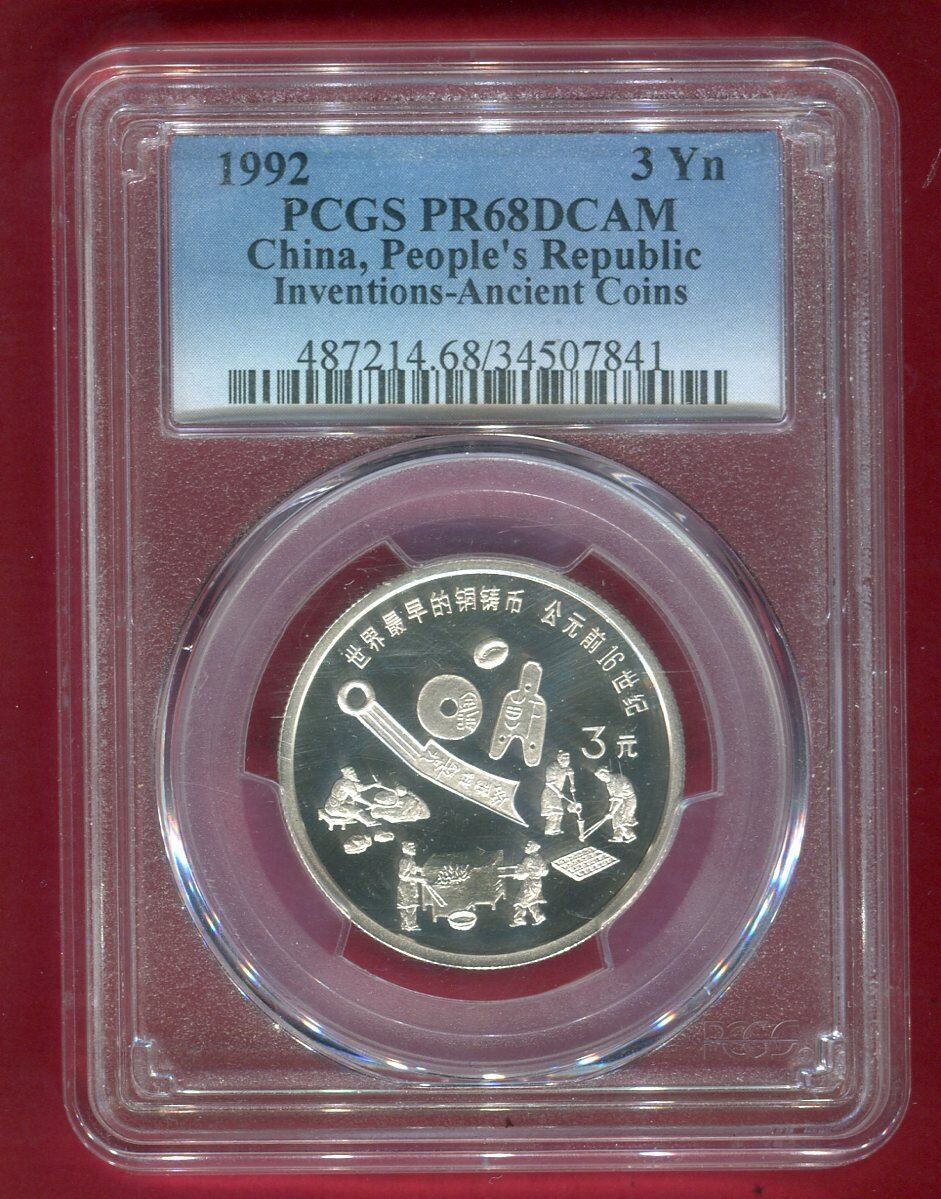 1992 3 Yn
PCGS PR68DCAM
China, People's Republic
Inventions-Ancient Coins
487214.68/34507841
世界最早的铜铸币 公元前16世纪
3元
PCGS